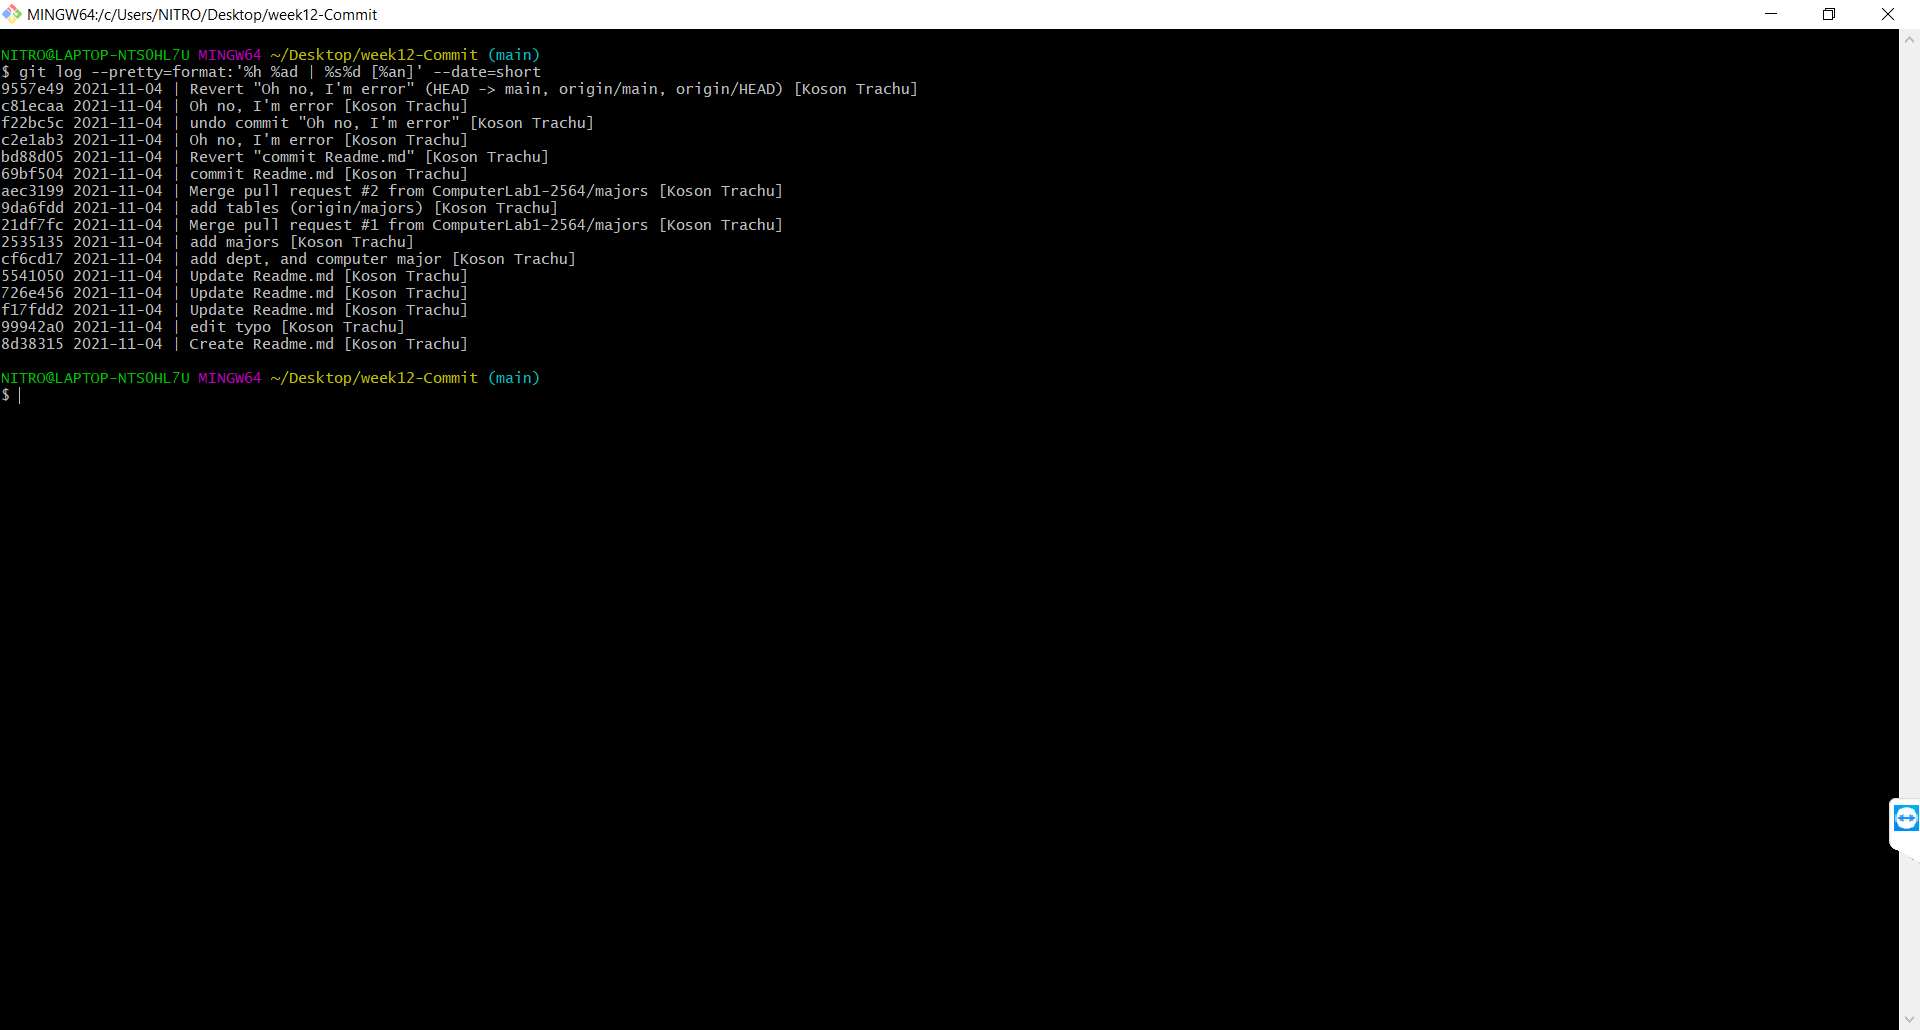 MINGW64:/c/Users/NITRO/Desktop/week12-Commit
NITRO@LAPTOP-NTSOHL7U MINGW64 ~/Desktop/week12-Commit (main)
$ git log --pretty=format:'%h %ad | %s%d [%an]' --date=short
9557e49 2021-11-04 | Revert "Oh no, I'm error" (HEAD -> main, origin/main, origin/HEAD) [Koson Trachu]
c81ecaa 2021-11-04 | Oh no, I'm error [Koson Trachu]
f22bc5c 2021-11-04 | undo commit "Oh no, I'm error" [Koson Trachu]
c2e1ab3 2021-11-04 | Oh no, I'm error [Koson Trachu]
bd88d05 2021-11-04 | Revert "commit Readme.md" [Koson Trachu]
69bf504 2021-11-04 | commit Readme.md [Koson Trachu]
aec3199 2021-11-04 | Merge pull request #2 from ComputerLab1-2564/majors [Koson Trachu]
9da6fdd 2021-11-04 | add tables (origin/majors) [Koson Trachu]
21df7fc 2021-11-04 | Merge pull request #1 from ComputerLab1-2564/majors [Koson Trachu]
2535135 2021-11-04 | add majors [Koson Trachu]
cf6cd17 2021-11-04 | add dept, and computer major [Koson Trachu]
5541050 2021-11-04 | Update Readme.md [Koson Trachu]
726e456 2021-11-04 | Update Readme.md [Koson Trachu]
f17fdd2 2021-11-04 | Update Readme.md [Koson Trachu]
99942a0 2021-11-04 | edit typo [Koson Trachu]
8d38315 2021-11-04 | Create Readme.md [Koson Trachu]
NITRO@LAPTOP-NTSOHL7U MINGW64 ~/Desktop/week12-Commit (main)
$